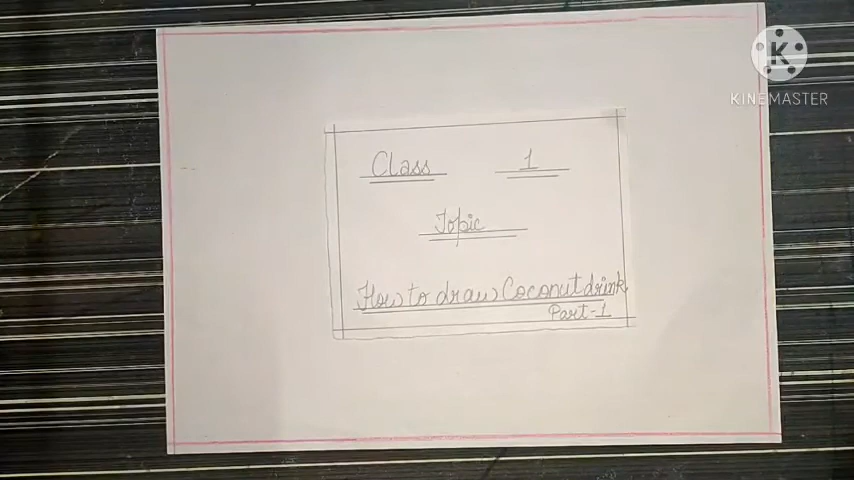 K
KINEMASTER
Class 1
Topic
How to draw Coconut drink
Part-1